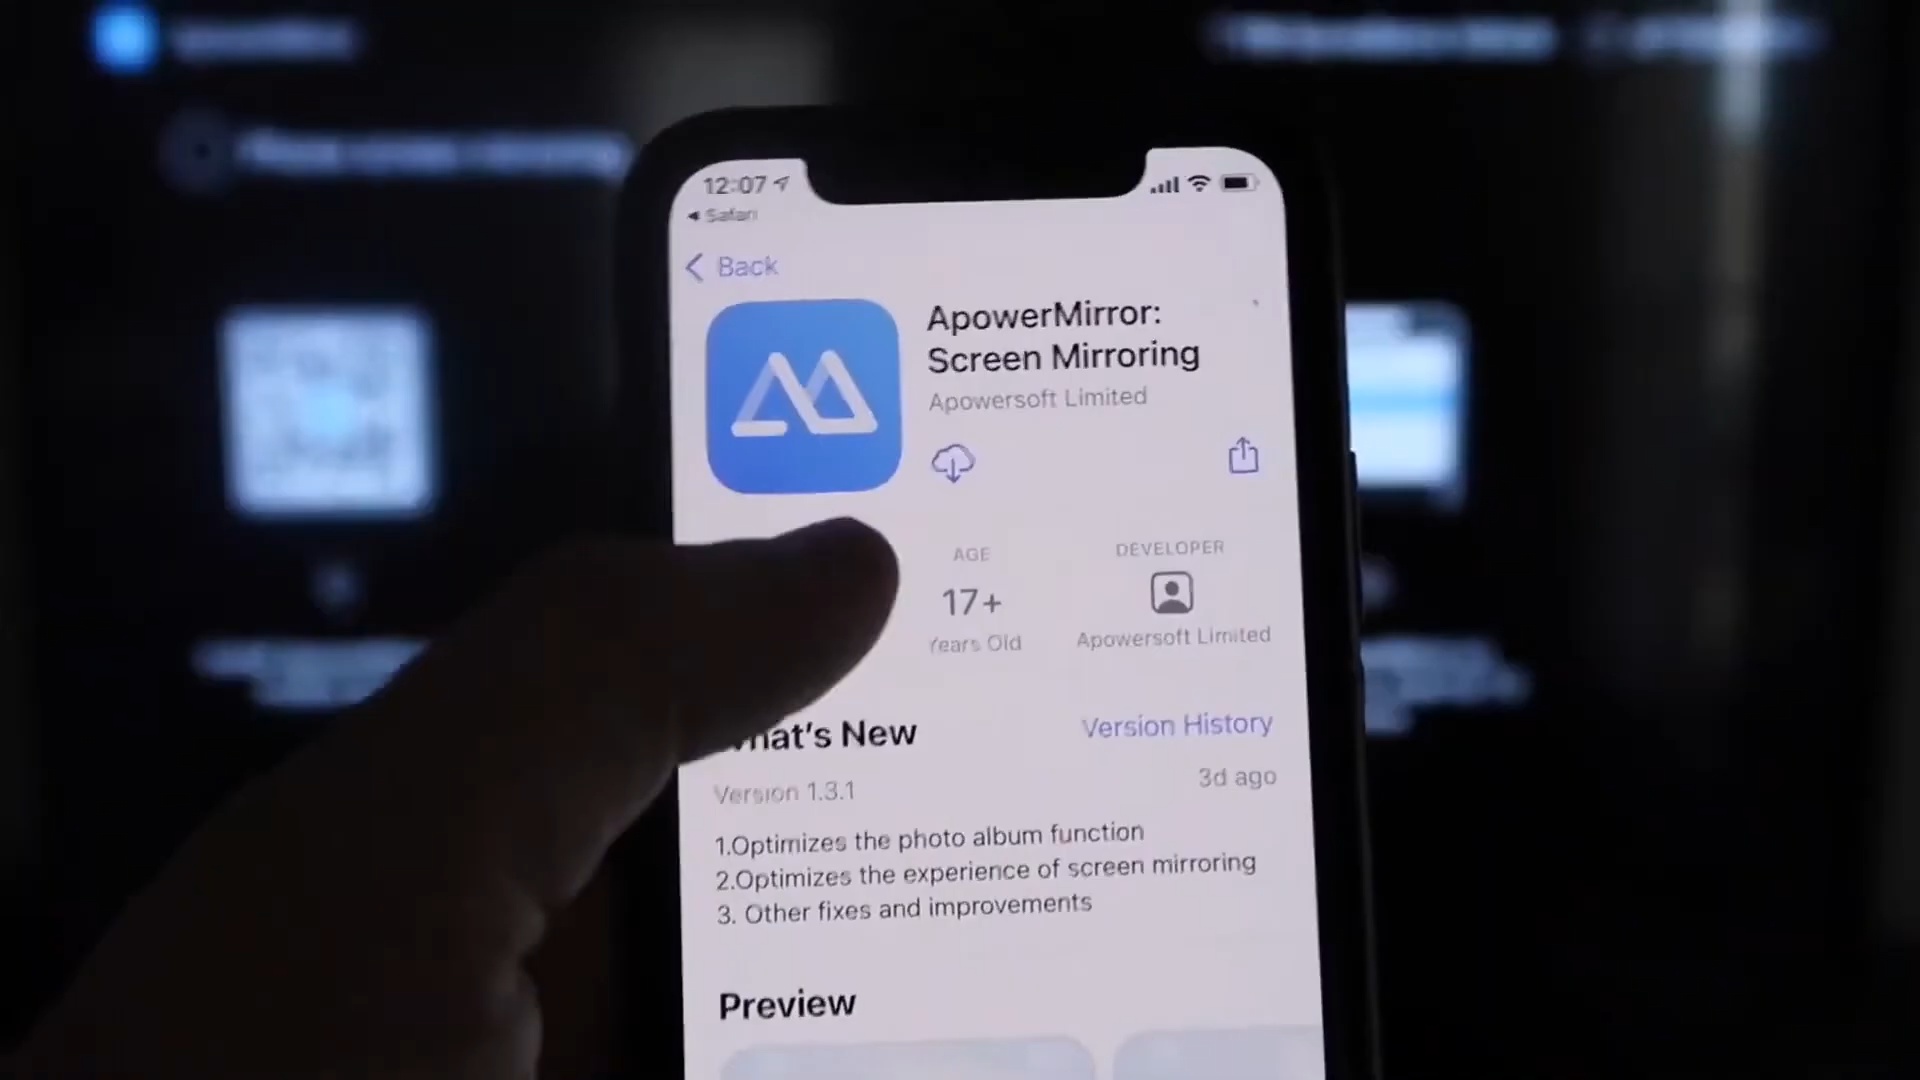 12:07
Safari
Back
ApowerMirror:
Screen Mirroring
Apowersoft Limited
AGE
DEVELOPER
17+
Years Old
Apowersoft Limited
What's New
Version History
Version 1.3.1
3d ago
1.Optimizes the photo album function
2.Optimizes the experience of screen mirroring
3. Other fixes and improvements
Preview